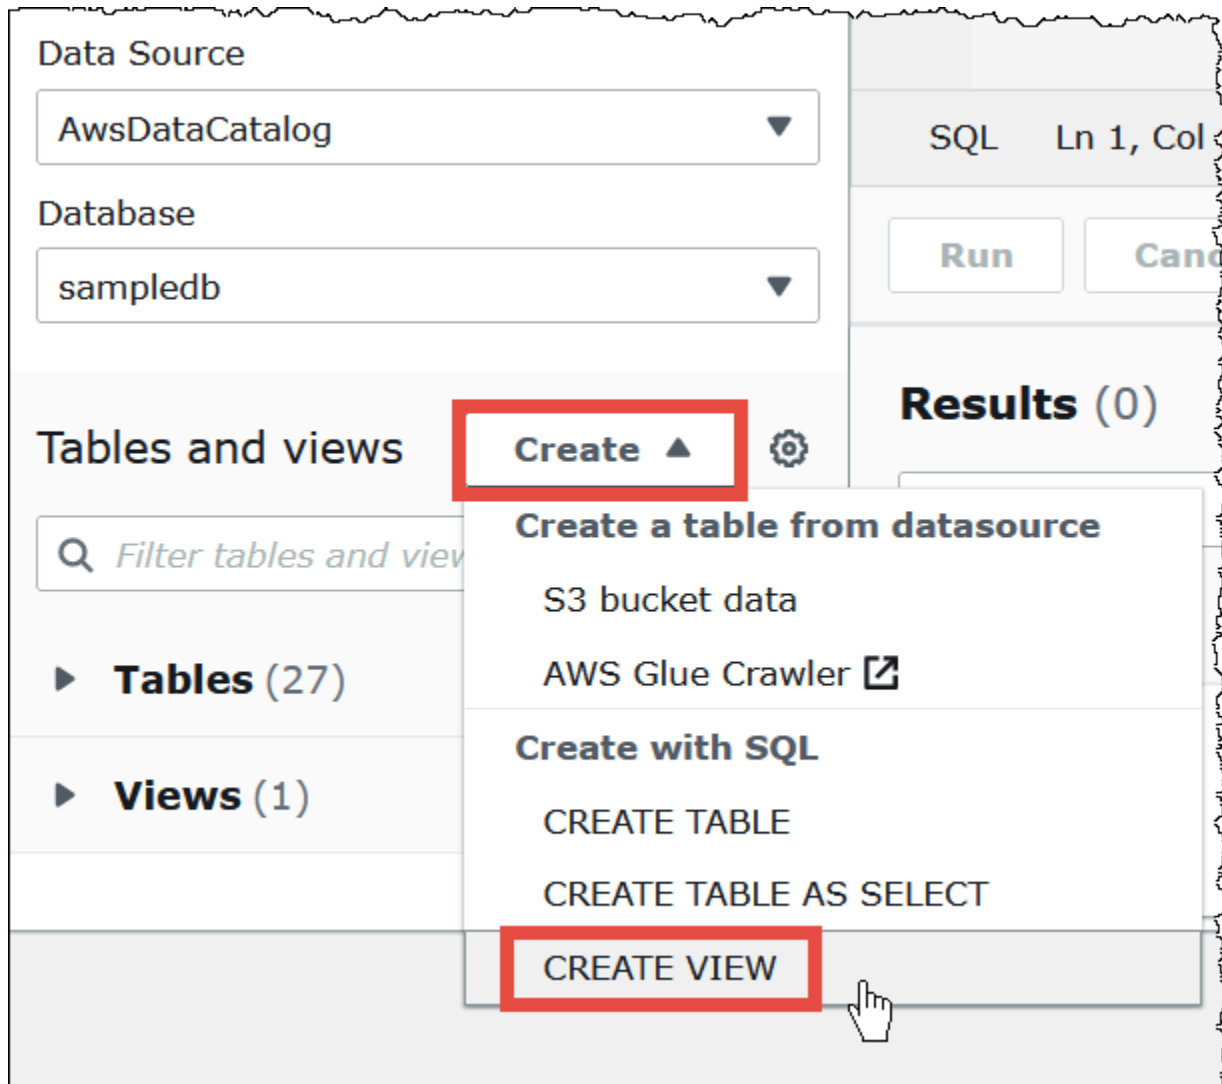 Data Source
AwsDataCatalog
Database
sampledb
Tables and views
Create
Filter tables and
Tables (27)
Views (1)
Create a table from datasource
S3 bucket data
AWS Glue Crawler
Create with SQL
CREATE TABLE
CREATE TABLE AS SELECT
CREATE VIEW
SQL Ln 1, Col
Run
Results (0)